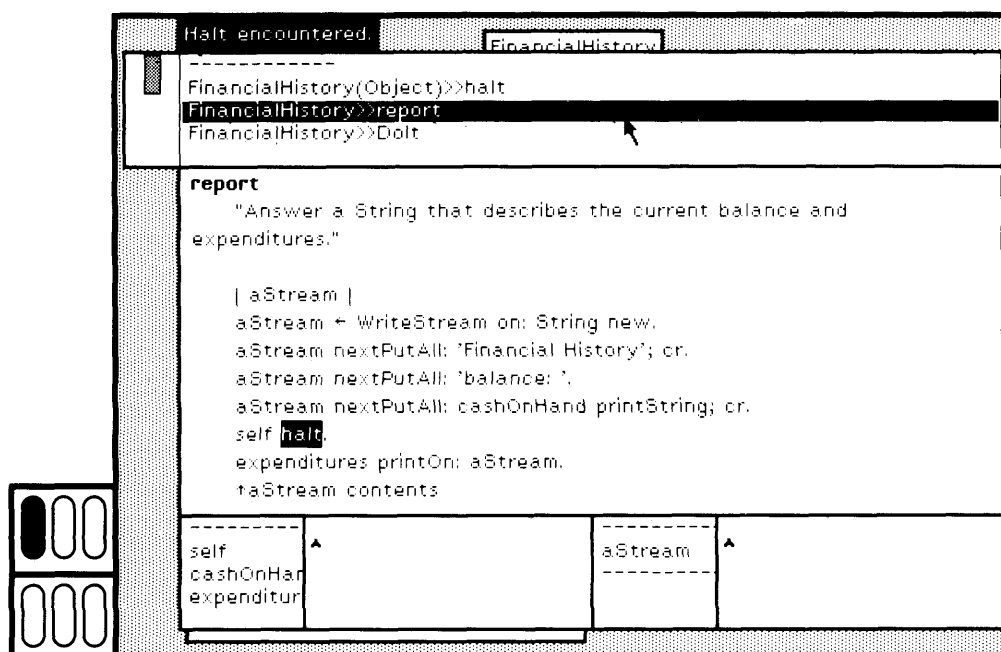 Halt encountered.
FinancialHistory
-------------
FinancialHistory(Object)>>halt
FinancialHistory>>report
FinancialHistory>>DoIt
report
"Answer a String that describes the current balance and
expenditures."
| aStream |
aStream ← WriteStream on: String new.
aStream nextPutAll: 'Financial History'; cr.
aStream nextPutAll: 'balance: '.
aStream nextPutAll: cashOnHand printString; cr.
self halt.
expenditures printOn: aStream.
↑aStream contents
----------
self
cashOnHan
expenditur
----------
aStream
----------